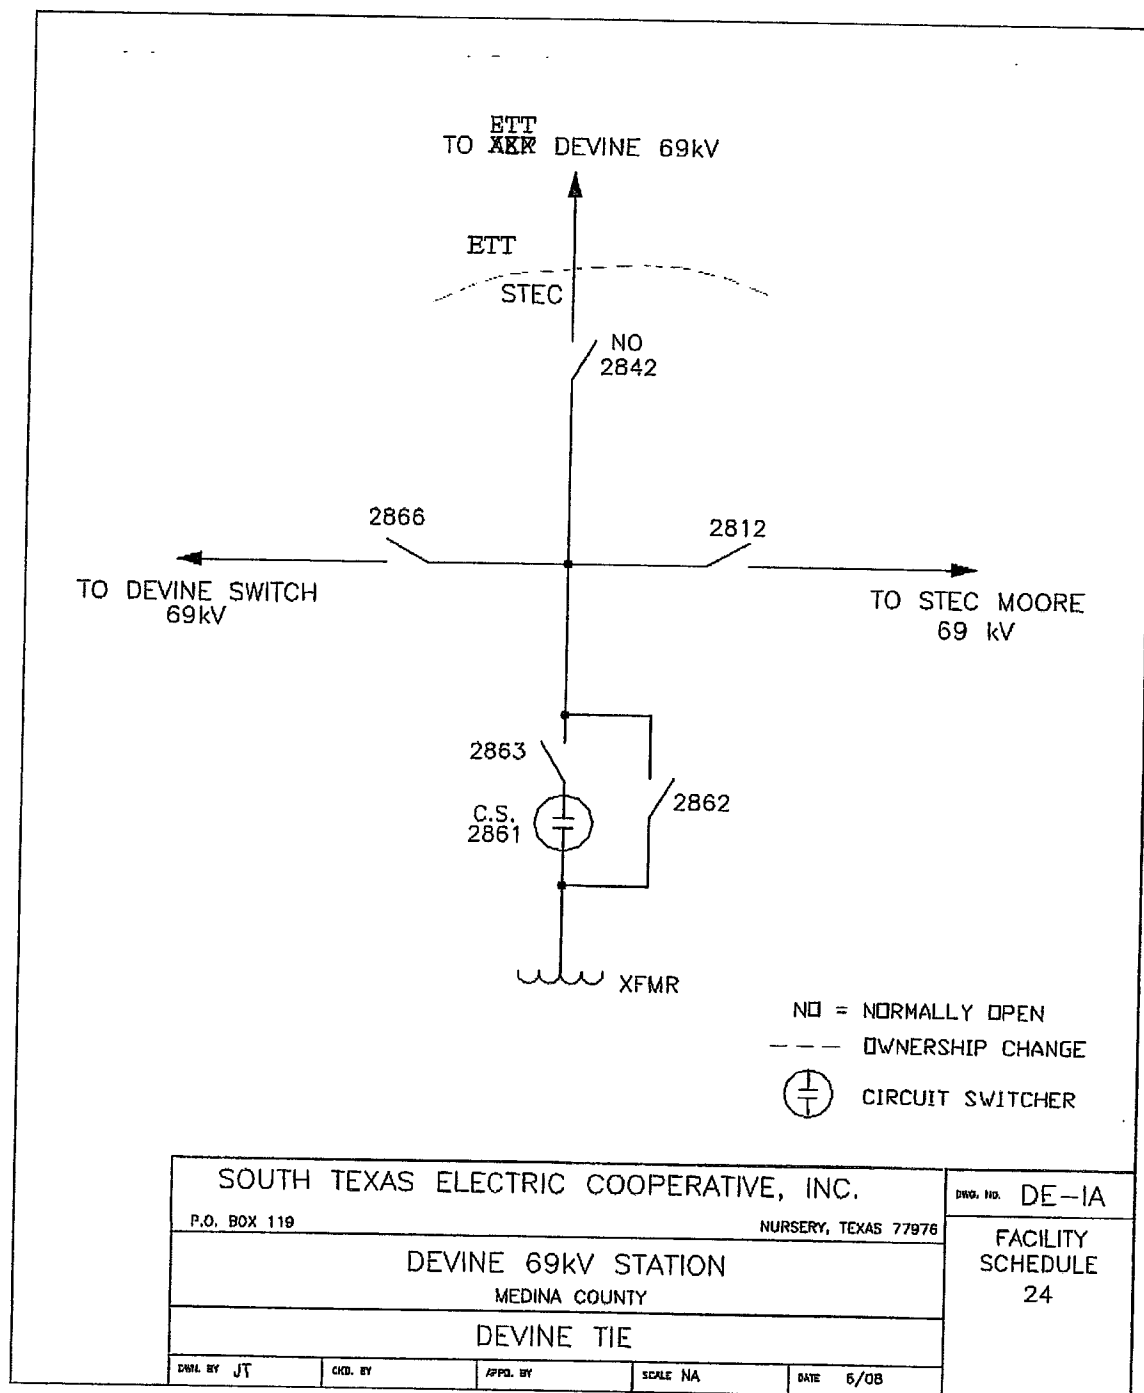 ETT
TO AEP DEVINE 69kV
ETT
STEC
NO
2842
2866
2812
TO DEVINE SWITCH
69kV
TO STEC MOORE
69 kV
2863
C.S.
2861
2862
XFMR
NO = NORMALLY OPEN
OWNERSHIP CHANGE
CIRCUIT SWITCHER
SOUTH TEXAS ELECTRIC COOPERATIVE, INC.
P.O. BOX 119
NURSERY, TEXAS 77976
DEVINE 69kV STATION
MEDINA COUNTY
DEVINE TIE
DWG. NO. DE-1A
FACILITY
SCHEDULE
24
DWN. BY JT
CKD. BY
APPD. BY
SCALE NA
DATE 6/08